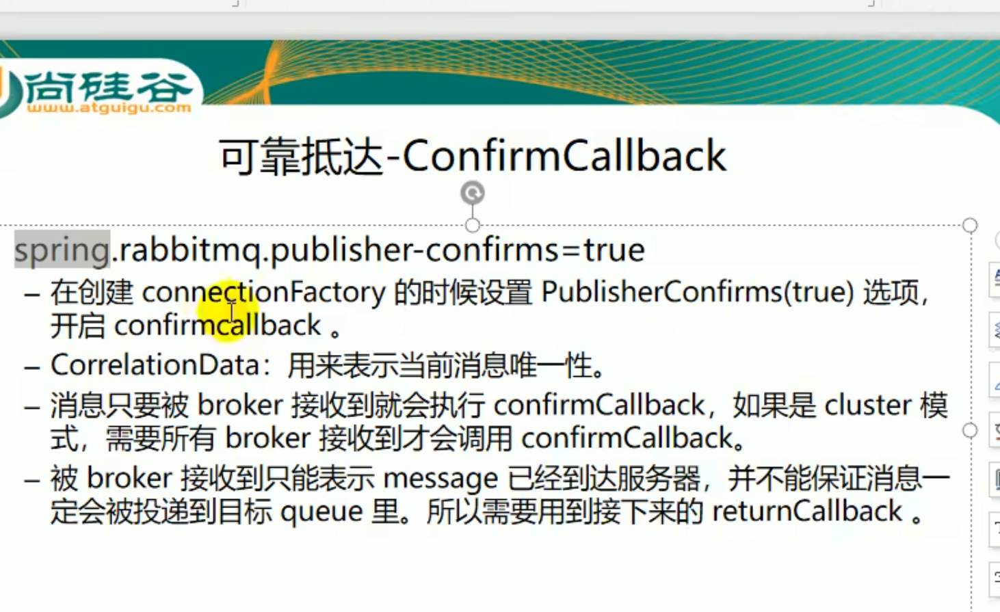 尚硅谷
www.atguigu.com
可靠抵达-ConfirmCallback
spring.rabbitmq.publisher-confirms=true
– 在创建 connectionFactory 的时候设置 PublisherConfirms(true) 选项，
开启 confirmcallback 。
– CorrelationData：用来表示当前消息唯一性。
– 消息只要被 broker 接收到就会执行 confirmCallback，如果是 cluster 模
式，需要所有 broker 接收到才会调用 confirmCallback。
– 被 broker 接收到只能表示 message 已经到达服务器，并不能保证消息一
定会被投递到目标 queue 里。所以需要用到接下来的 returnCallback 。